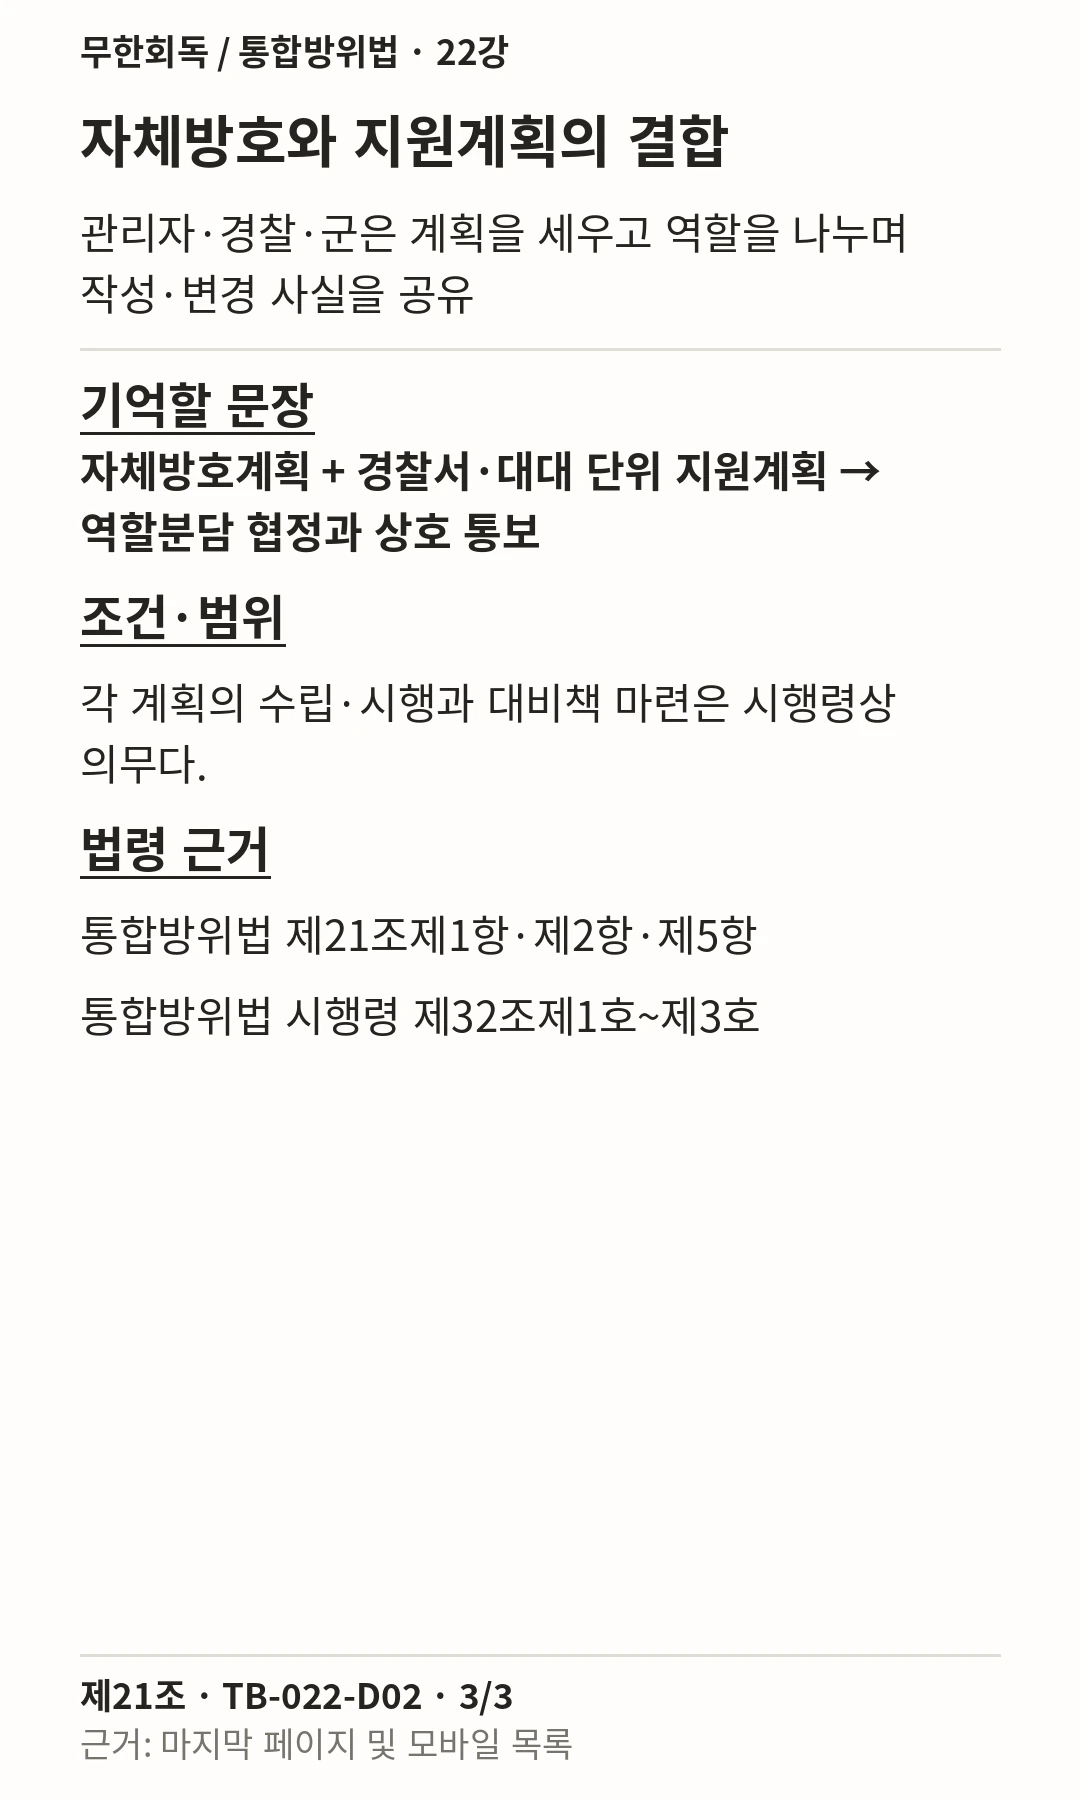 무한회독 / 통합방위법 · 22강
자체방호와 지원계획의 결합
관리자·경찰·군은 계획을 세우고 역할을 나누며
작성·변경 사실을 공유
기억할 문장
자체방호계획 + 경찰서·대대 단위 지원계획 →
역할분담 협정과 상호 통보
조건·범위
각 계획의 수립·시행과 대비책 마련은 시행령상
의무다.
법령 근거
통합방위법 제21조제1항·제2항·제5항
통합방위법 시행령 제32조제1호~제3호
제21조 · TB-022-D02 · 3/3
근거: 마지막 페이지 및 모바일 목록